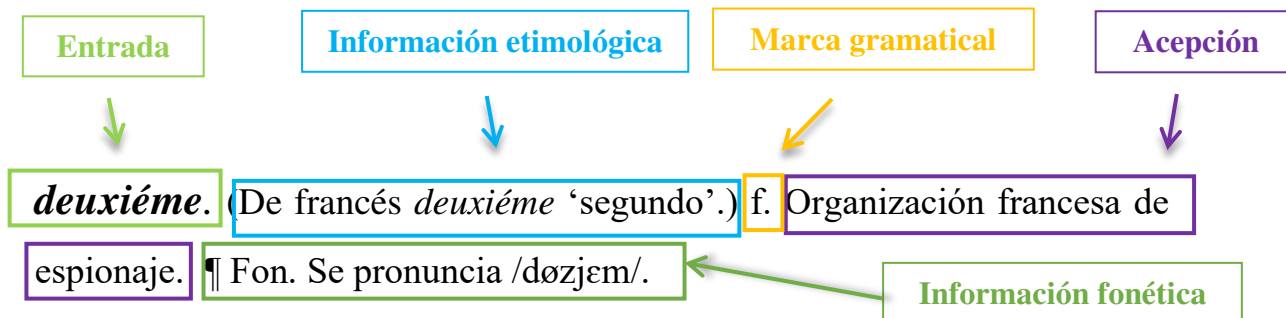 Entrada Información etimológica Marca gramatical Acepción
deuxiéme. (De francés deuxiéme ‘segundo’.) f. Organización francesa de
espionaje. ¶ Fon. Se pronuncia /døzjεm/.
Información fonética